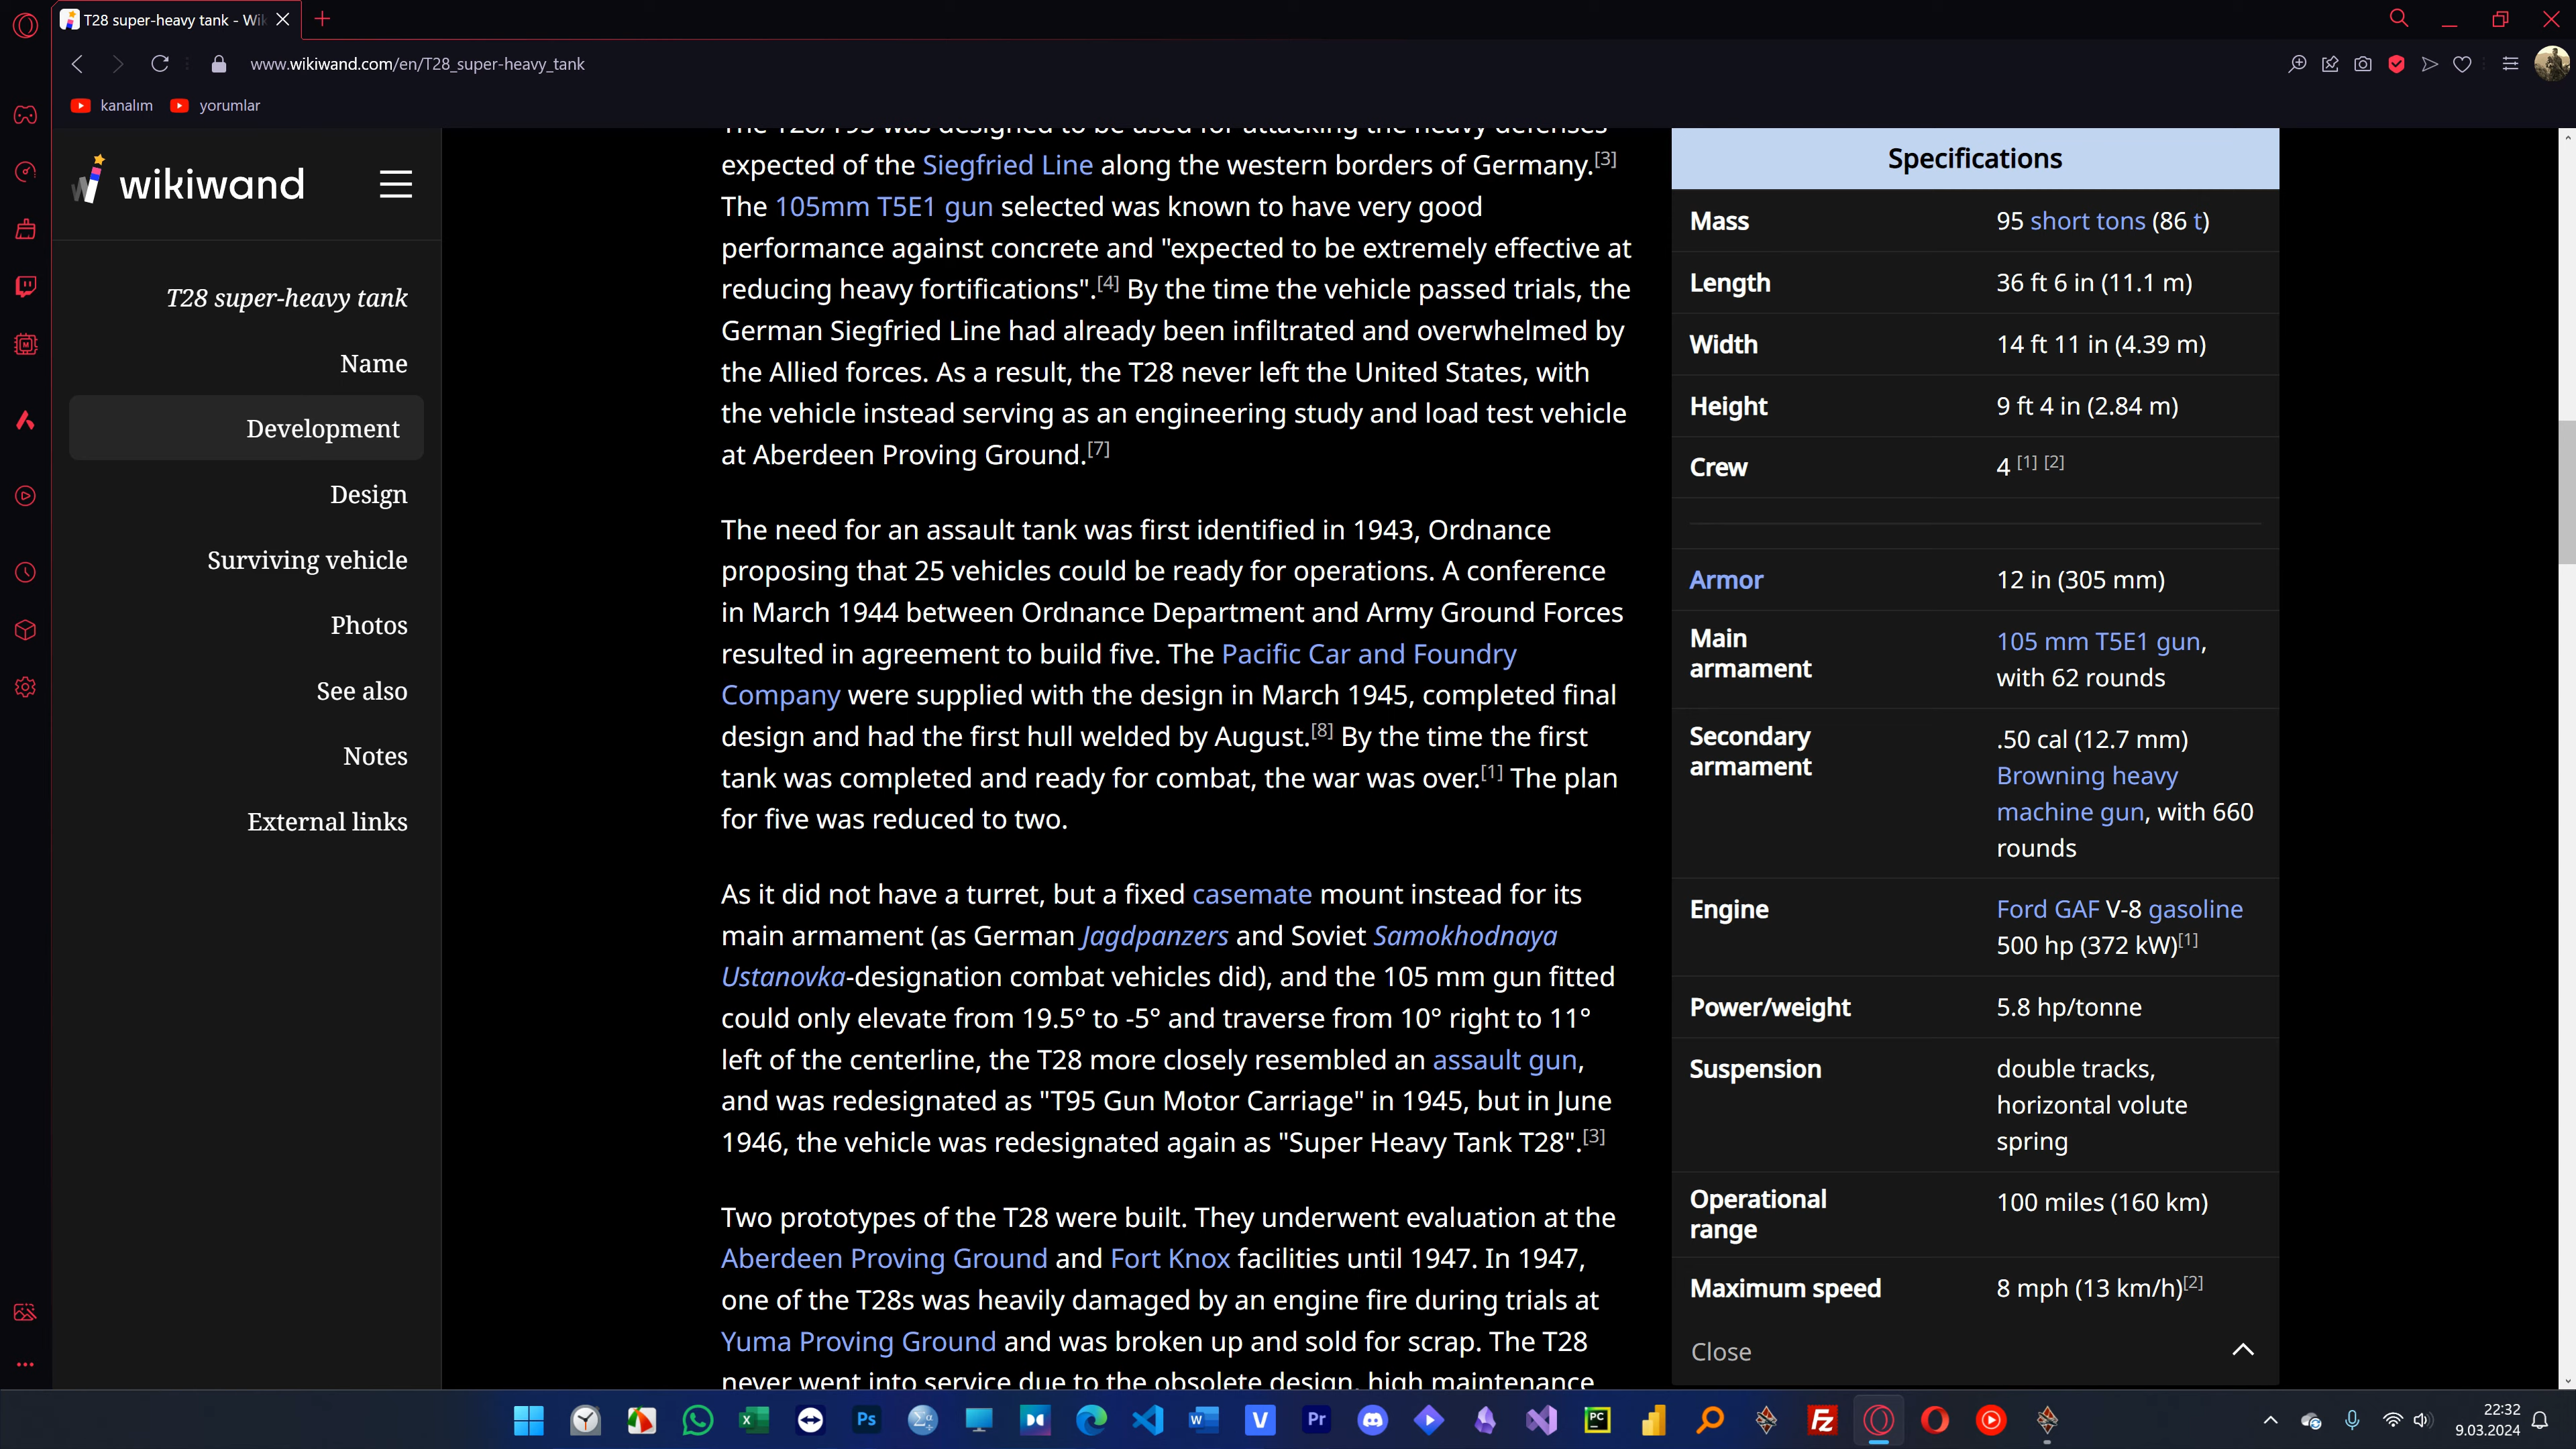 T28 super-heavy tank - Wik
www.wikiwand.com/en/T28_super-heavy_tank
kanalım
yorumlar
wikiwand
T28 super-heavy tank
Name
Development
Design
Surviving vehicle
Photos
See also
Notes
External links
The T28/T95 was designed to be used for attacking the heavy defenses
expected of the Siegfried Line along the western borders of Germany.[3]
The 105mm T5E1 gun selected was known to have very good
performance against concrete and "expected to be extremely effective at
reducing heavy fortifications".[4] By the time the vehicle passed trials, the
German Siegfried Line had already been infiltrated and overwhelmed by
the Allied forces. As a result, the T28 never left the United States, with
the vehicle instead serving as an engineering study and load test vehicle
at Aberdeen Proving Ground.[7]
The need for an assault tank was first identified in 1943, Ordnance
proposing that 25 vehicles could be ready for operations. A conference
in March 1944 between Ordnance Department and Army Ground Forces
resulted in agreement to build five. The Pacific Car and Foundry
Company were supplied with the design in March 1945, completed final
design and had the first hull welded by August.[8] By the time the first
tank was completed and ready for combat, the war was over.[1] The plan
for five was reduced to two.
As it did not have a turret, but a fixed casemate mount instead for its
main armament (as German Jagdpanzers and Soviet Samokhodnaya
Ustanovka-designation combat vehicles did), and the 105 mm gun fitted
could only elevate from 19.5° to -5° and traverse from 10° right to 11°
left of the centerline, the T28 more closely resembled an assault gun,
and was redesignated as "T95 Gun Motor Carriage" in 1945, but in June
1946, the vehicle was redesignated again as "Super Heavy Tank T28".[3]
Two prototypes of the T28 were built. They underwent evaluation at the
Aberdeen Proving Ground and Fort Knox facilities until 1947. In 1947,
one of the T28s was heavily damaged by an engine fire during trials at
Yuma Proving Ground and was broken up and sold for scrap. The T28
never went into service due to the obsolete design, high maintenance
Specifications
Mass 95 short tons (86 t)
Length 36 ft 6 in (11.1 m)
Width 14 ft 11 in (4.39 m)
Height 9 ft 4 in (2.84 m)
Crew 4 [1] [2]
Armor 12 in (305 mm)
Main armament 105 mm T5E1 gun,
with 62 rounds
Secondary armament .50 cal (12.7 mm)
Browning heavy
machine gun, with 660
rounds
Engine Ford GAF V-8 gasoline
500 hp (372 kW)[1]
Power/weight 5.8 hp/tonne
Suspension double tracks,
horizontal volute
spring
Operational range 100 miles (160 km)
Maximum speed 8 mph (13 km/h)[2]
Close
Ps
W
V
Pr
PC
Fz
22:32
9.03.2024